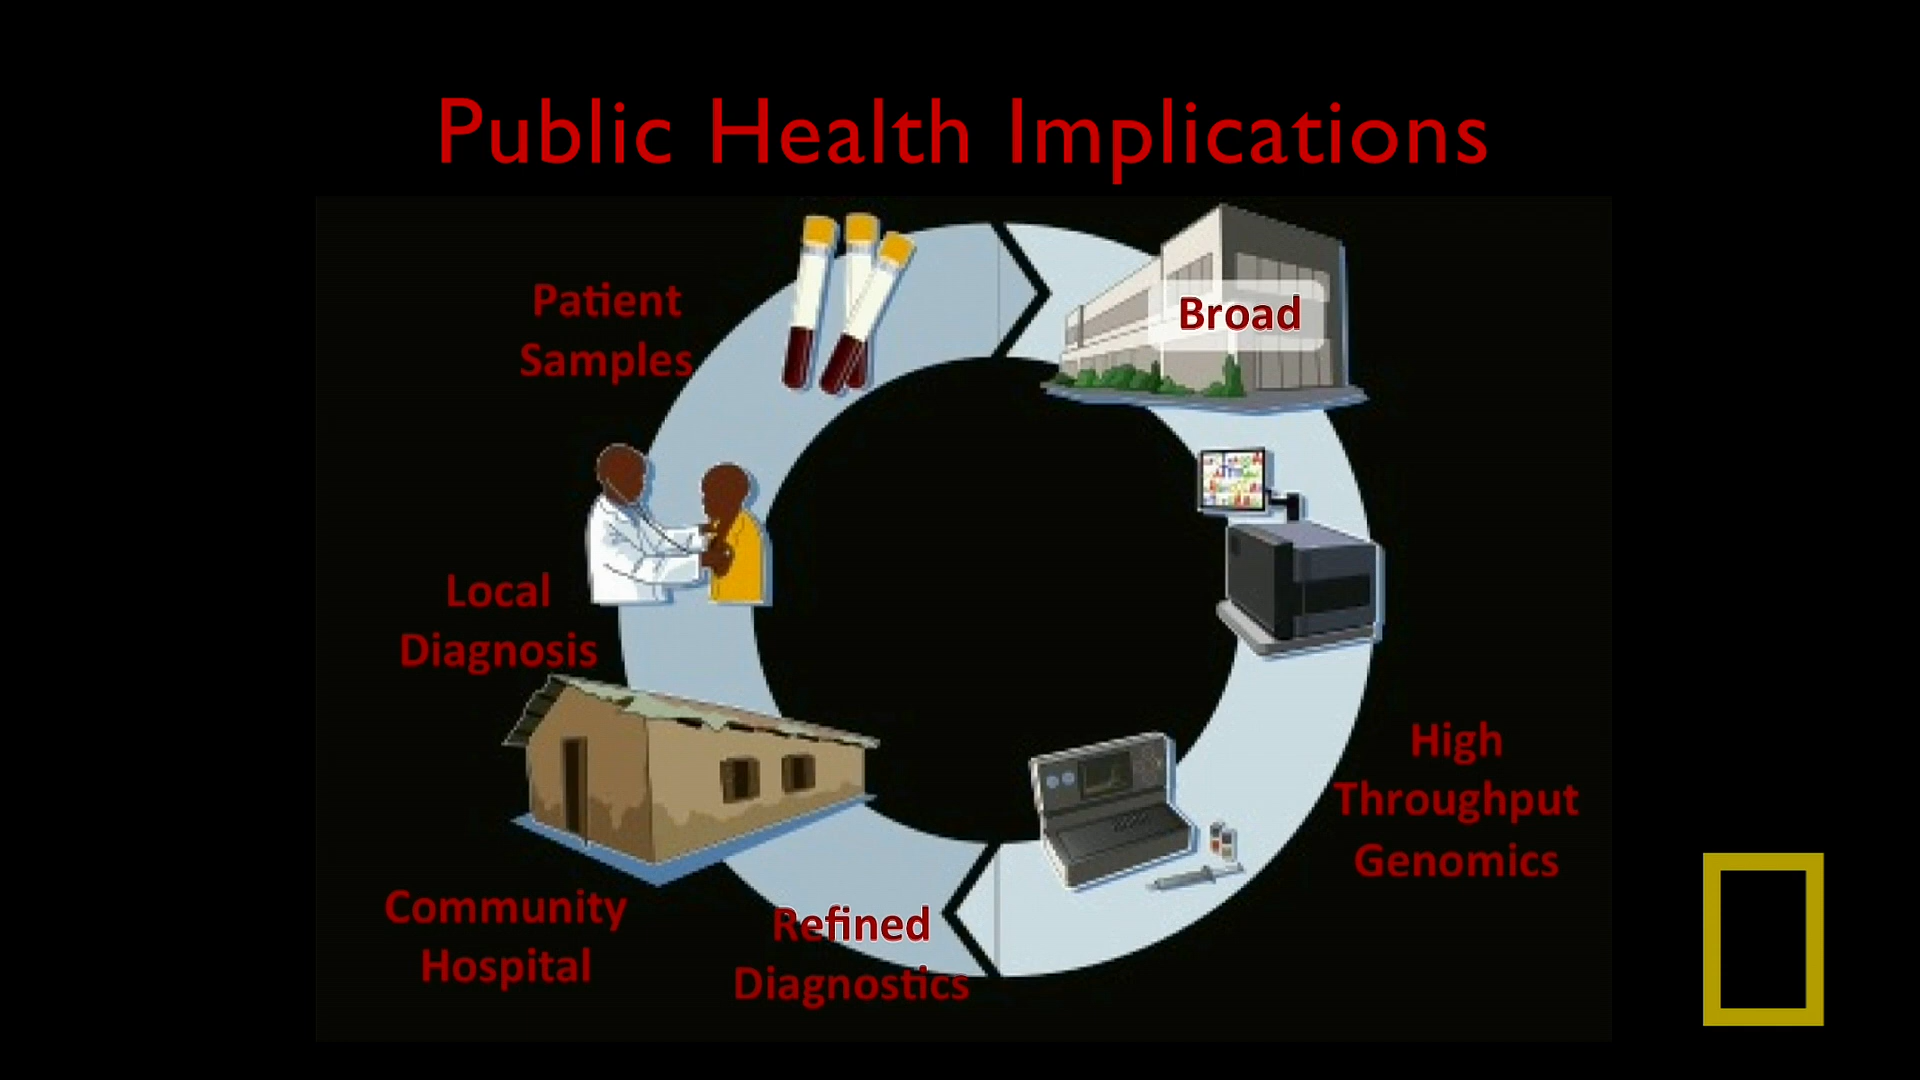 Public Health Implications
Patient
Samples
Broad
Local
Diagnosis
High
Throughput
Genomics
Community
Hospital
Refined
Diagnostics